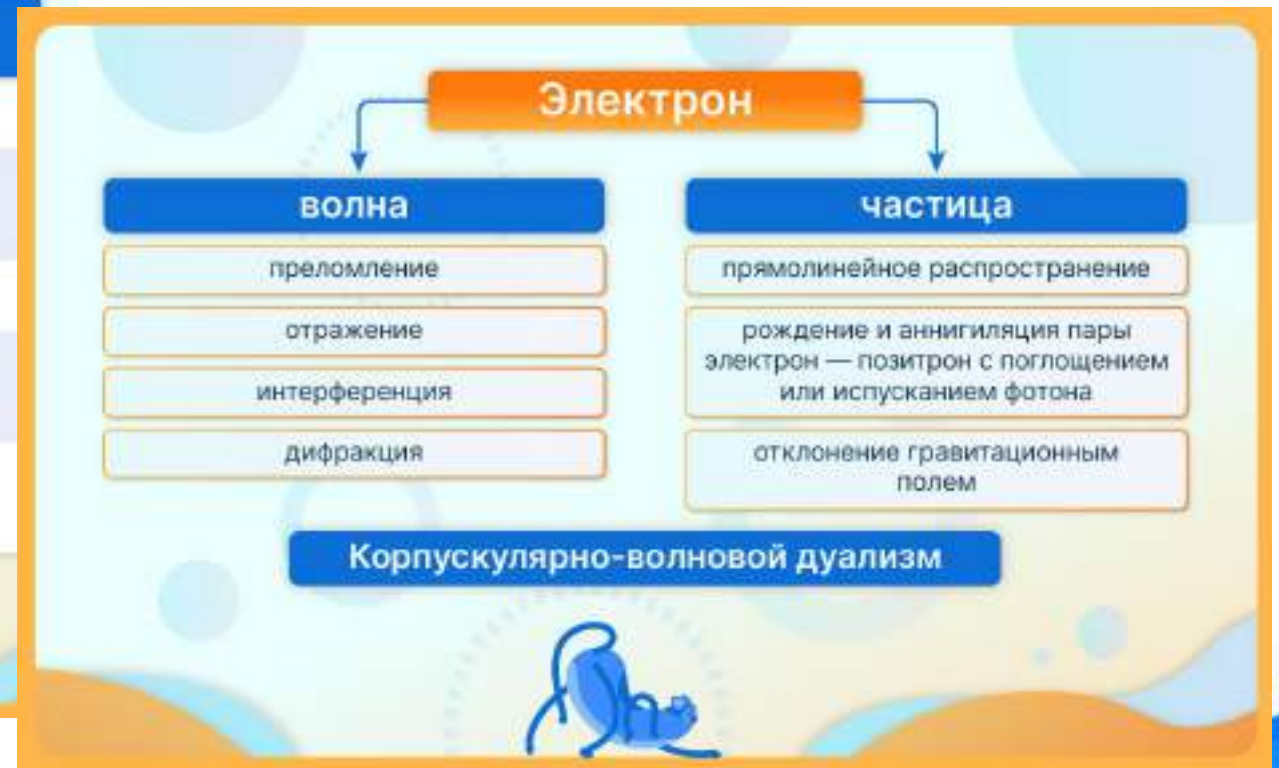 Электрон
волна
преломление
отражение
интерференция
дифракция
частица
прямолинейное распространение
рождение и аннигиляция пары
электрон — позитрон с поглощением
или испусканием фотона
отклонение гравитационным
полем
Корпускулярно-волновой дуализм